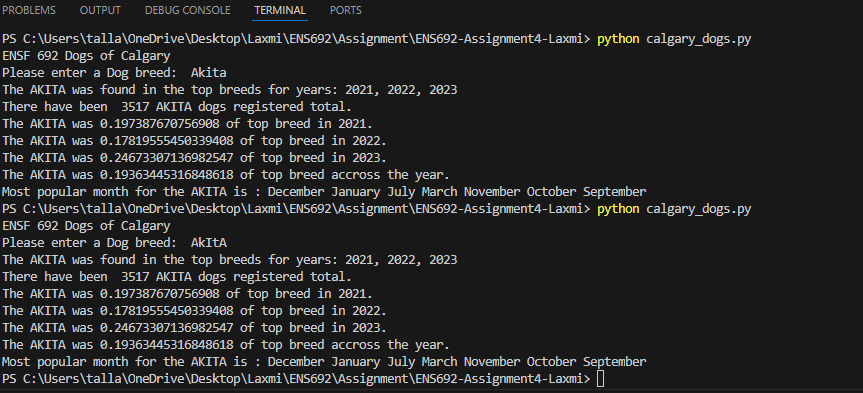 PROBLEMS OUTPUT DEBUG CONSOLE TERMINAL PORTS
PS C:\Users\talla\OneDrive\Desktop\Laxmi\ENS692\Assignment\ENS692-Assignment4-Laxmi> python calgary_dogs.py
ENSF 692 Dogs of Calgary
Please enter a Dog breed:  Akita
The AKITA was found in the top breeds for years: 2021, 2022, 2023
There have been  3517 AKITA dogs registered total.
The AKITA was 0.197387670756908 of top breed in 2021.
The AKITA was 0.17819555450339408 of top breed in 2022.
The AKITA was 0.24673307136982547 of top breed in 2023.
The AKITA was 0.19363445316848618 of top breed accross the year.
Most popular month for the AKITA is : December January July March November October September
PS C:\Users\talla\OneDrive\Desktop\Laxmi\ENS692\Assignment\ENS692-Assignment4-Laxmi> python calgary_dogs.py
ENSF 692 Dogs of Calgary
Please enter a Dog breed:  AkItA
The AKITA was found in the top breeds for years: 2021, 2022, 2023
There have been  3517 AKITA dogs registered total.
The AKITA was 0.197387670756908 of top breed in 2021.
The AKITA was 0.17819555450339408 of top breed in 2022.
The AKITA was 0.24673307136982547 of top breed in 2023.
The AKITA was 0.19363445316848618 of top breed accross the year.
Most popular month for the AKITA is : December January July March November October September
PS C:\Users\talla\OneDrive\Desktop\Laxmi\ENS692\Assignment\ENS692-Assignment4-Laxmi>